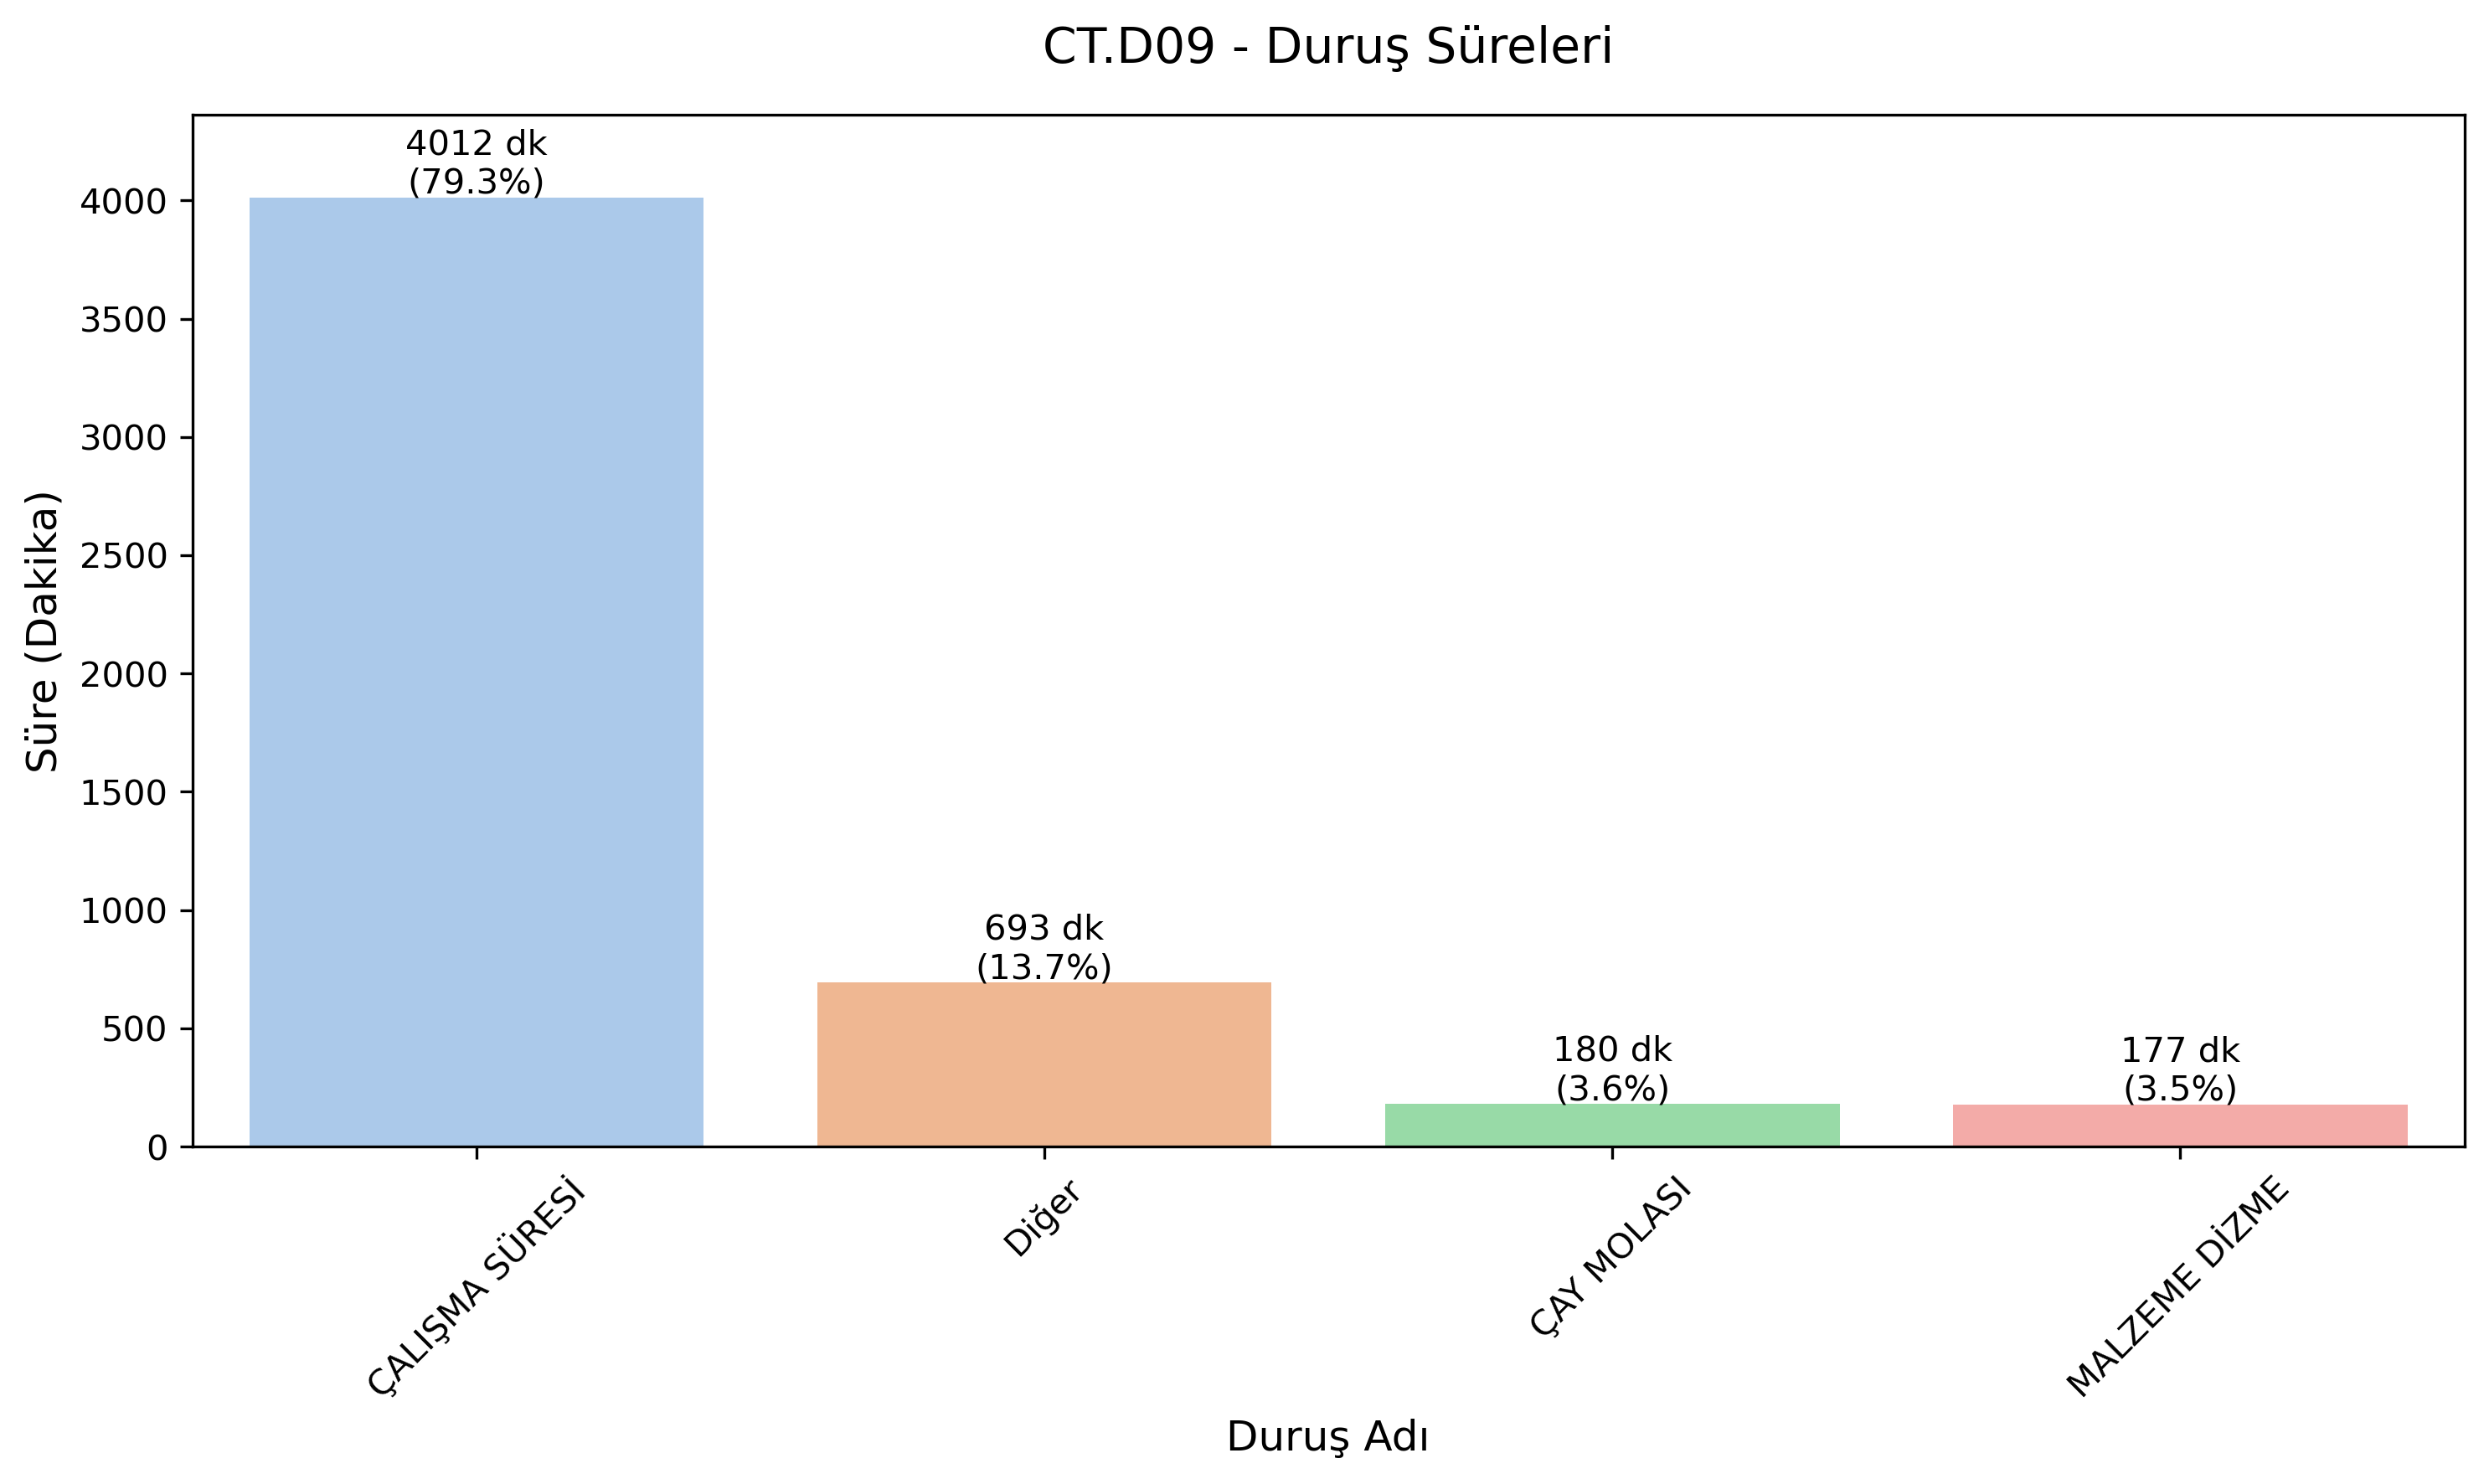 CT.D09 - Duruş Süreleri
Süre (Dakika)
4000
3500
3000
2500
2000
1500
1000
500
0
4012 dk
(79.3%)
693 dk
(13.7%)
180 dk
(3.6%)
177 dk
(3.5%)
ÇALIŞMA SÜRESİ
Diğer
ÇAY MOLASI
MALZEME DİZME
Duruş Adı